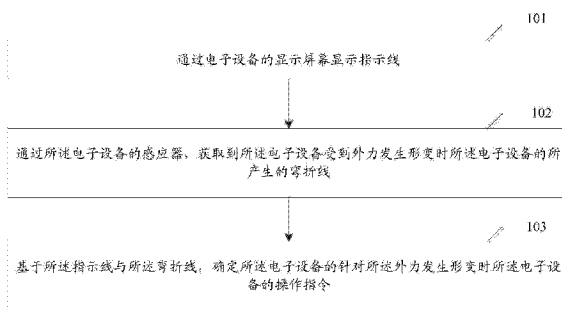 101
通过电子设备的显示屏幕显示指示线
102
通过所述电子设备的感应器，获取到所述电子设备受到外力发生形变时所述电子设备的所
产生的弯折线
103
基于所述指示线与所述弯折线，确定所述电子设备的针对所述外力发生形变时所述电子设
备的操作指令